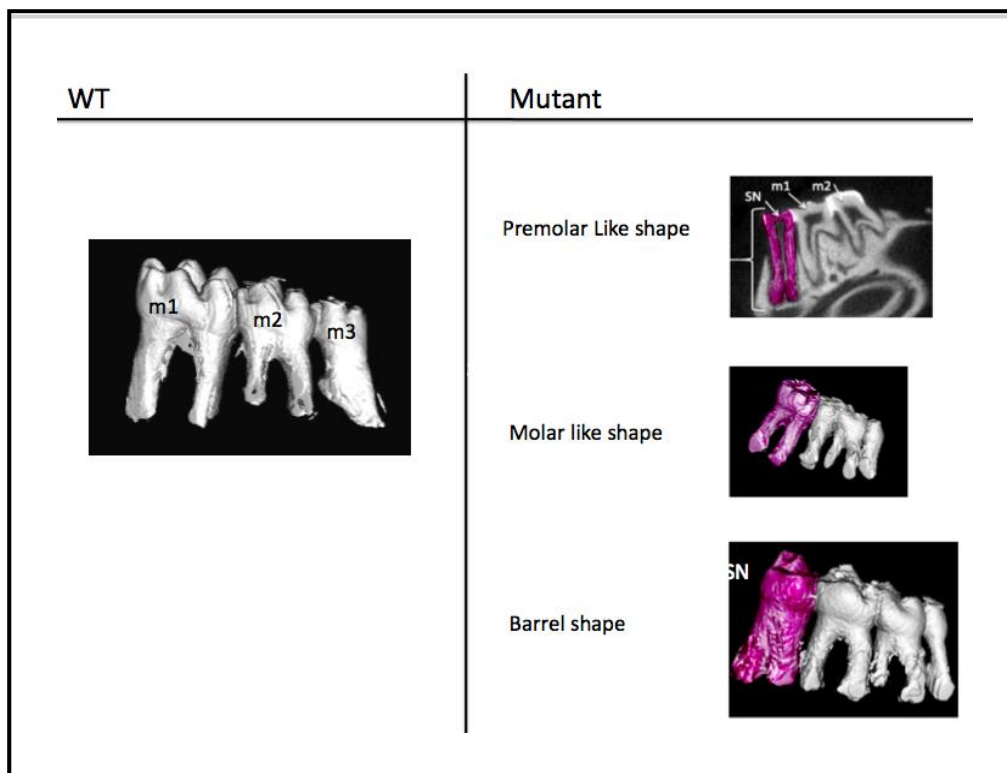 WT
Mutant
m1
m2
m3
Premolar Like shape
SN
m1
m2
Molar like shape
SN
Barrel shape